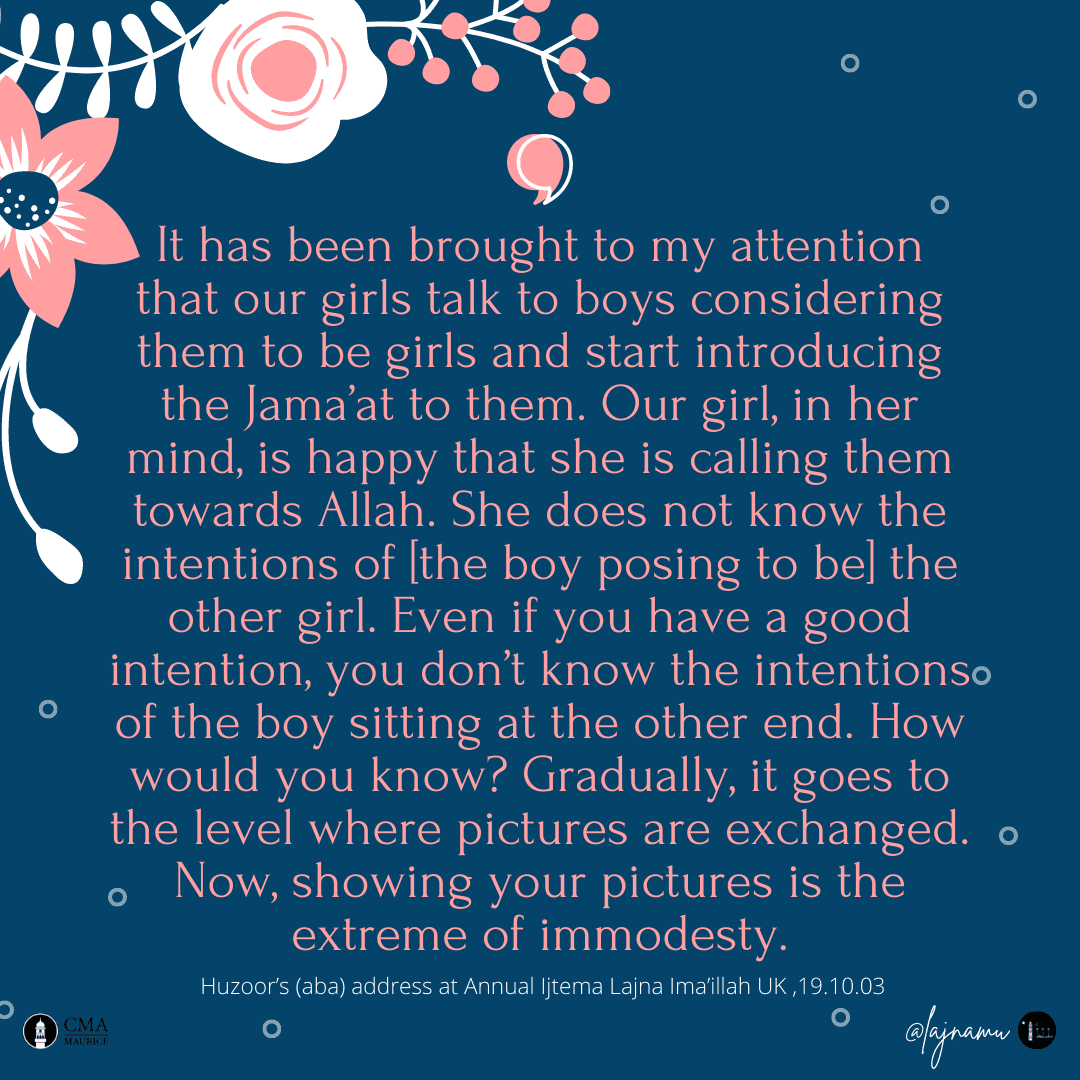 It has been brought to my attention
that our girls talk to boys considering
them to be girls and start introducing
the Jama’at to them. Our girl, in her
mind, is happy that she is calling them
towards Allah. She does not know the
intentions of [the boy posing to be] the
other girl. Even if you have a good
intention, you don’t know the intentions
of the boy sitting at the other end. How
would you know? Gradually, it goes to
the level where pictures are exchanged.
Now, showing your pictures is the
extreme of immodesty.
Huzoor’s (aba) address at Annual Ijtema Lajna Ima’illah UK ,19.10.03
CMA
MAURICE
@lajnamu